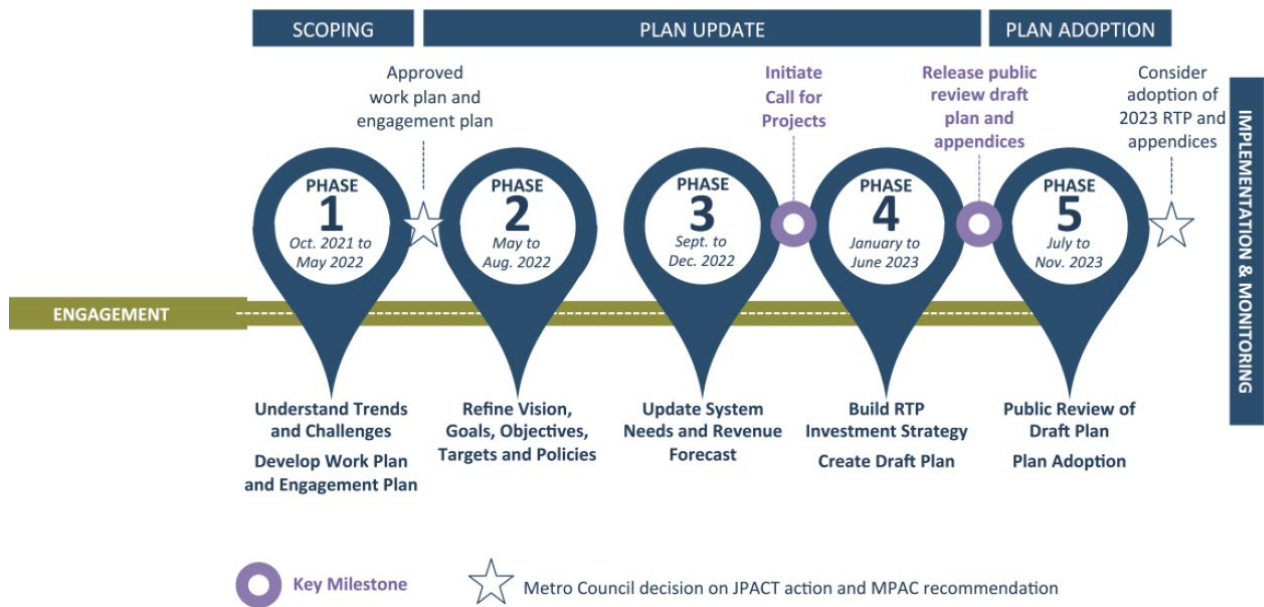 SCOPING
PLAN UPDATE
PLAN ADOPTION
Approved
work plan and
engagement plan
Initiate
Call for
Projects
Release public
review draft
plan and
appendices
Consider
adoption of
2023 RTP and
appendices
IMPLEMENTATION & MONITORING
PHASE
1
Oct. 2021 to
May 2022
PHASE
2
May to
Aug. 2022
PHASE
3
Sept. to
Dec. 2022
PHASE
4
January to
June 2023
PHASE
5
July to
Nov. 2023
ENGAGEMENT
Understand Trends
and Challenges
Develop Work Plan
and Engagement Plan
Refine Vision,
Goals, Objectives,
Targets and Policies
Update System
Needs and Revenue
Forecast
Build RTP
Investment Strategy
Create Draft Plan
Public Review of
Draft Plan
Plan Adoption
Key Milestone
Metro Council decision on JPACT action and MPAC recommendation